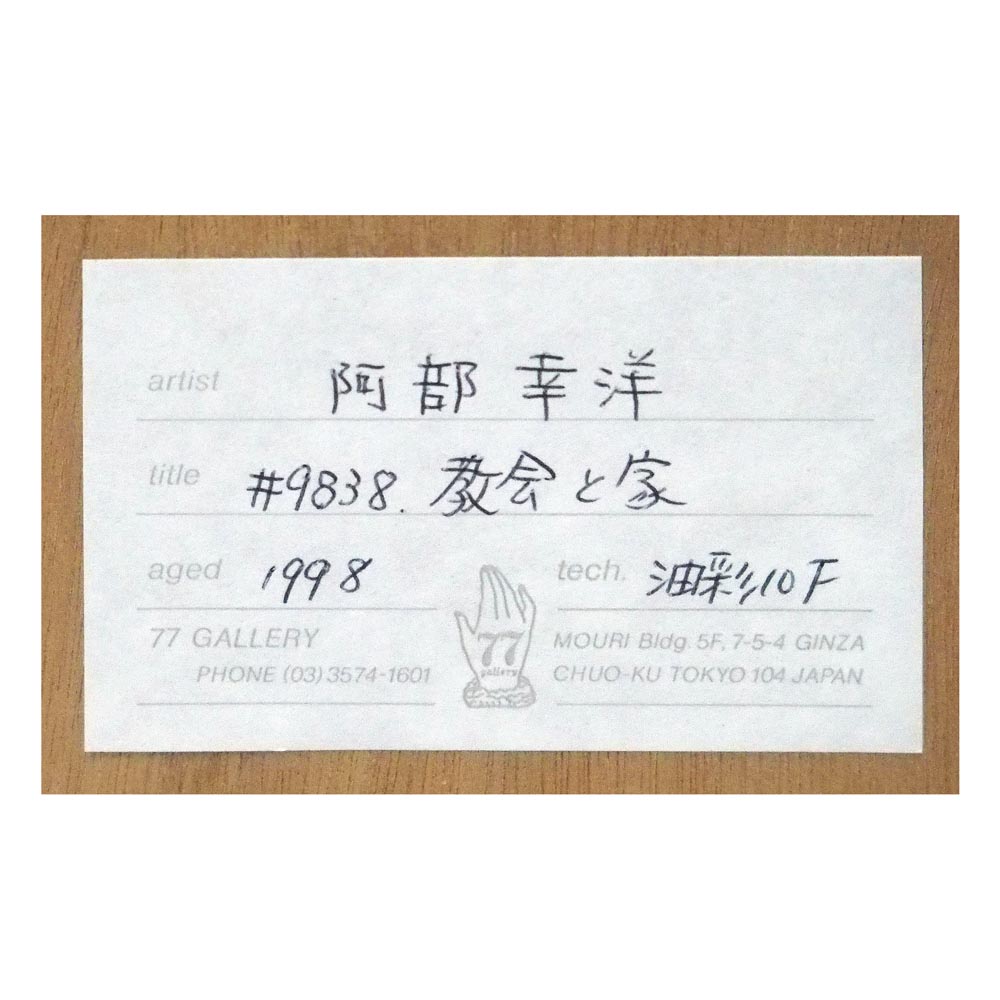 artist 阿部幸洋
title #9838. 教会と家
aged 1998 tech. 油彩10F
77 GALLERY
PHONE (03)3574-1601
77
gallery
MOURI Bldg. 5F, 7-5-4 GINZA
CHUO-KU TOKYO 104 JAPAN